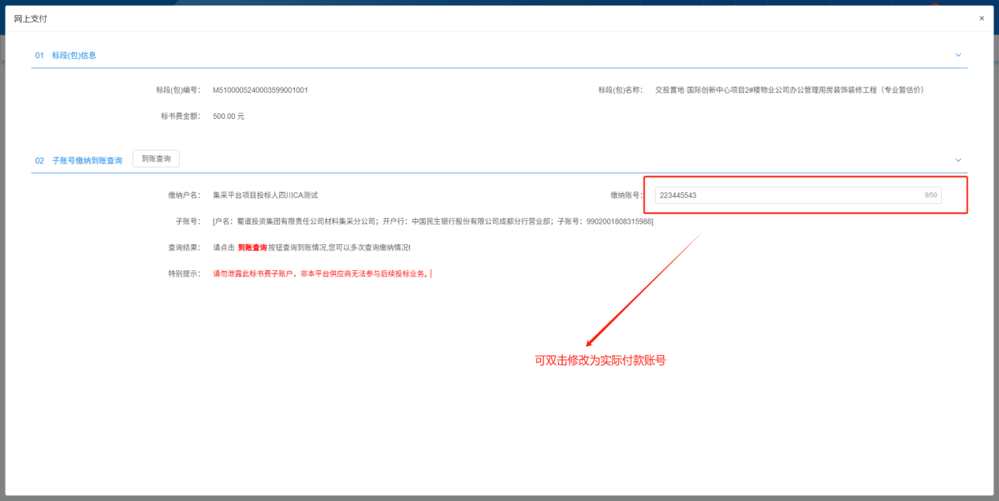 网上支付
×
01 标段(包)信息
标段(包)编号： M5100005240003599001001 标段(包)名称： 交投置地·国际创新中心项目2#楼物业公司办公管理用房装饰装修工程（专业暂估价）
标书费金额： 500.00 元
02 子账号缴纳到账查询 到账查询
缴纳户名： 集采平台项目投标人四川CA测试 缴纳账号： 223445543 9/50
子账号： [户名：蜀道投资集团有限责任公司材料集采分公司；开户行：中国民生银行股份有限公司成都分行营业部；子账号：9902001808315988]
查询结果： 请点击 到账查询 按钮查询到账情况,您可以多次查询缴纳情况!
特别提示： 请勿泄露此标书费子账户，非本平台供应商无法参与后续投标业务。
可双击修改为实际付款账号